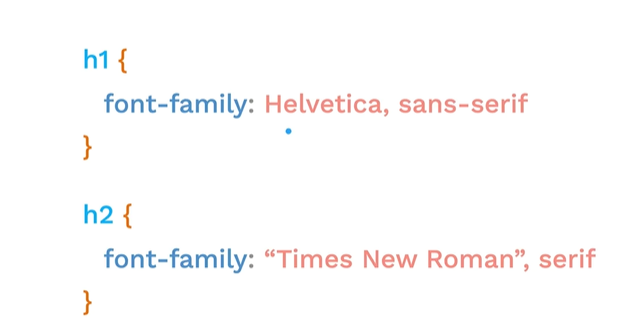 h1 {
font-family: Helvetica, sans-serif
}
h2 {
font-family: “Times New Roman”, serif
}